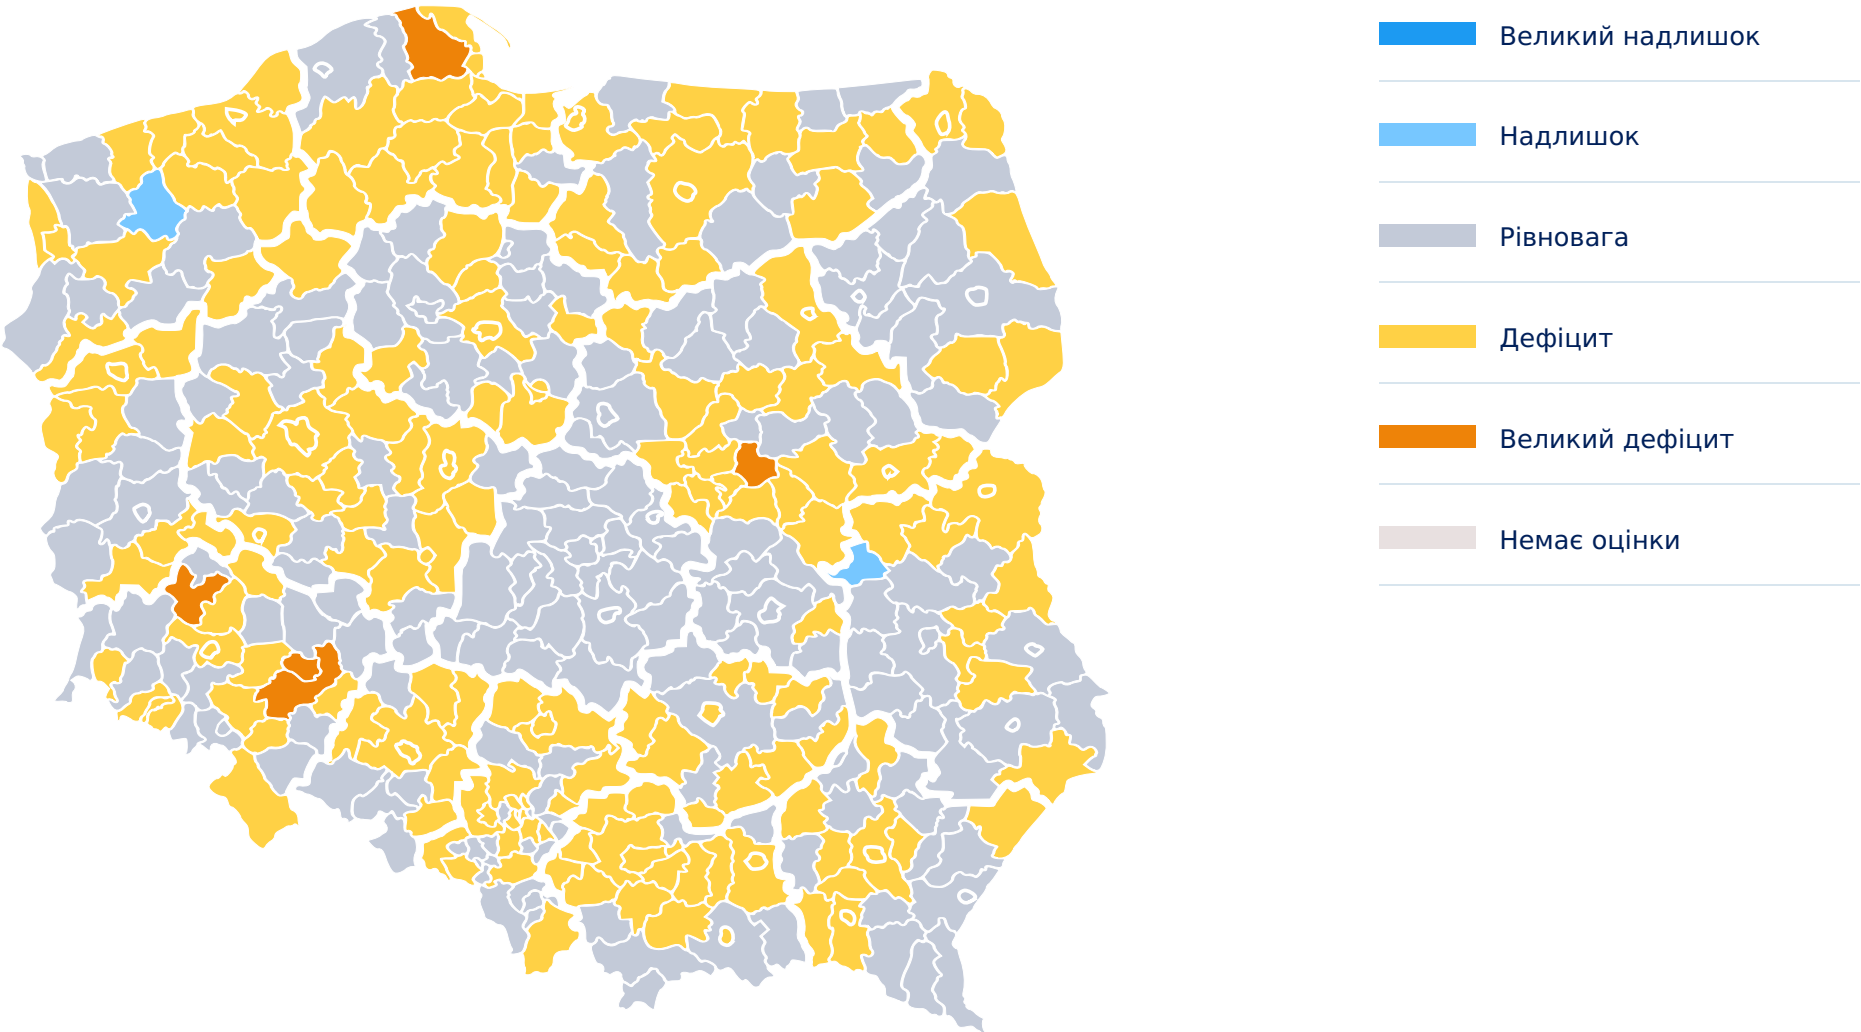 Великий надлишок
Надлишок
Рівновага
Дефіцит
Великий дефіцит
Немає оцінки